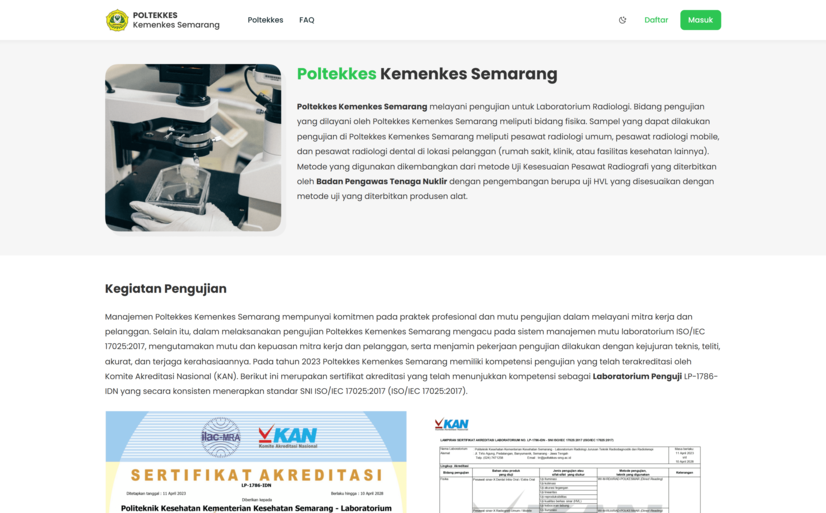 POLTEKKES
Kemenkes Semarang
Poltekkes
FAQ
Daftar
Masuk
Poltekkes Kemenkes Semarang
Poltekkes Kemenkes Semarang melayani pengujian untuk Laboratorium Radiologi. Bidang pengujian
yang dilayani oleh Poltekkes Kemenkes Semarang meliputi bidang fisika. Sampel yang dapat dilakukan
pengujian di Poltekkes Kemenkes Semarang meliputi pesawat radiologi umum, pesawat radiologi mobile,
dan pesawat radiologi dental di lokasi pelanggan (rumah sakit, klinik, atau fasilitas kesehatan lainnya).
Metode yang digunakan dikembangkan dari metode Uji Kesesuaian Pesawat Radiografi yang diterbitkan
oleh Badan Pengawas Tenaga Nuklir dengan pengembangan berupa uji HVL yang disesuaikan dengan
metode uji yang diterbitkan produsen alat.
Kegiatan Pengujian
Manajemen Poltekkes Kemenkes Semarang mempunyai komitmen pada praktek profesional dan mutu pengujian dalam melayani mitra kerja dan
pelanggan. Selain itu, dalam melaksanakan pengujian Poltekkes Kemenkes Semarang mengacu pada sistem manajemen mutu laboratorium ISO/IEC
17025:2017, mengutamakan mutu dan kepuasan mitra kerja dan pelanggan, serta menjamin pekerjaan pengujian dilakukan dengan kejujuran teknis, teliti,
akurat, dan terjaga kerahasiaannya. Pada tahun 2023 Poltekkes Kemenkes Semarang memiliki kompetensi pengujian yang telah terakreditasi oleh
Komite Akreditasi Nasional (KAN). Berikut ini merupakan sertifikat akreditasi yang telah menunjukkan kompetensi sebagai Laboratorium Penguji LP-1786-
IDN yang secara konsisten menerapkan standar SNI ISO/IEC 17025:2017 (ISO/IEC 17025:2017).
ilac-MRA
KAN
Komite Akreditasi Nasional
SERTIFIKAT AKREDITASI
LP-1786-IDN
Ditetapkan tanggal : 11 April 2023
Berlaku hingga : 10 April 2028
Diberikan kepada
Politeknik Kesehatan Kementerian Kesehatan Semarang - Laboratorium
KAN
LAMPIRAN SERTIFIKAT AKREDITASI LABORATORIUM NO. LP-1786-IDN